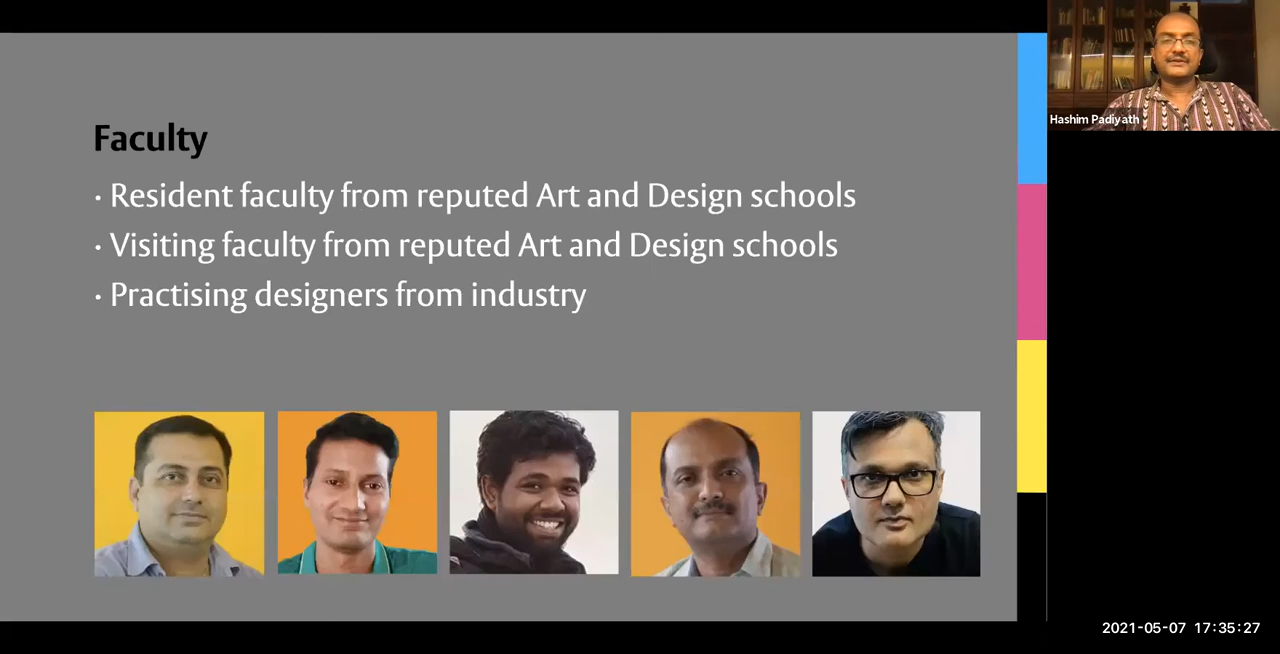 Faculty
· Resident faculty from reputed Art and Design schools
· Visiting faculty from reputed Art and Design schools
· Practising designers from industry
Hashim Padiyath
2021-05-07 17:35:27